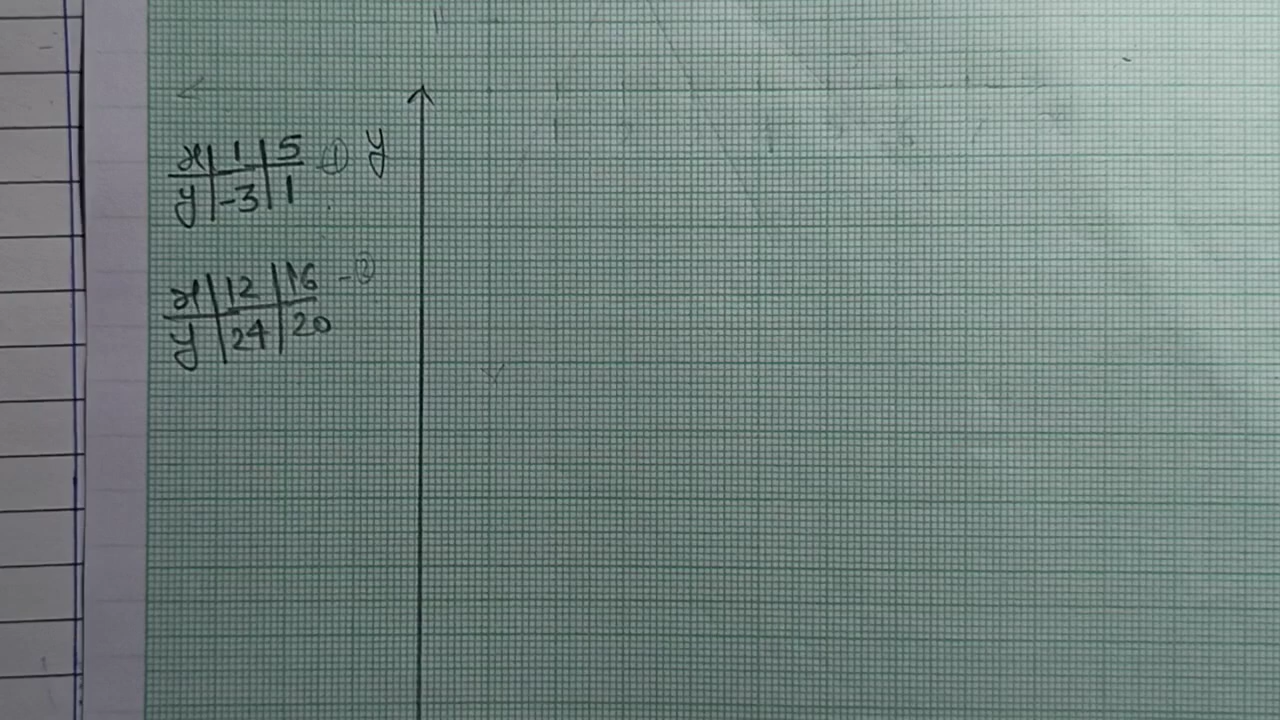 x | 1 | 5 - ① y
y | -3 | 1
x | 12 | 16 - ②
y | 24 | 20